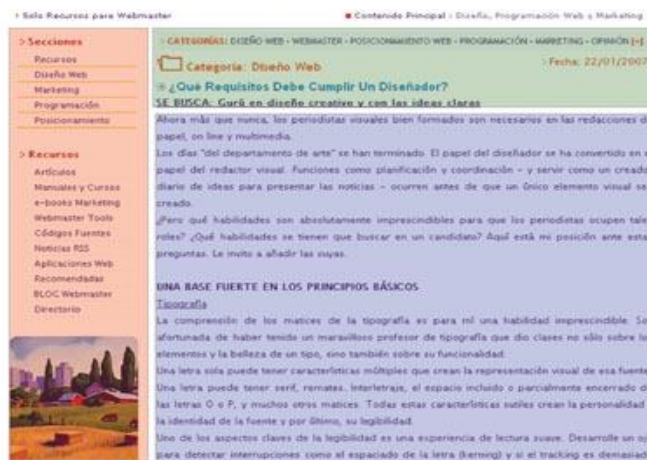 › Solo Recursos para Webmaster
Contenido Principal › Diseño, Programación Web y Marketing
> Secciones
Recursos
Diseño Web
Marketing
Programación
Posicionamiento
> Recursos
Artículos
Manuales y Cursos
e-books Marketing
Webmaster Tools
Códigos Fuentes
Noticias RSS
Aplicaciones Web
Recomendadas
BLOC Webmaster
Directorio
› CATEGORÍAS: DISEÑO WEB - WEBMASTER - POSICIONAMIENTO WEB - PROGRAMACIÓN - MARKETING - OPINIÓN [+]
Categoría: Diseño Web
› Fecha: 22/01/2007
¿Qué Requisitos Debe Cumplir Un Diseñador?
SE BUSCA: Gurú en diseño creativo y con las ideas claras
Ahora más que nunca, los periodistas visuales bien formados son necesarios en las redacciones d
papel, on line y multimedia.
Los días "del departamento de arte" se han terminado. El papel del diseñador se ha convertido en
papel del redactor visual. Funciones como planificación y coordinación – y servir como un cread
diario de ideas para presentar las noticias – ocurren antes de que un único elemento visual se
creado.
¿Pero qué habilidades son absolutamente imprescindibles para que los periodistas ocupen tale
roles? ¿Qué habilidades se tienen que buscar en un candidato? Aquí está mi posición ante esta
preguntas. Le invito a añadir las suyas.
UNA BASE FUERTE EN LOS PRINCIPIOS BÁSICOS
Tipografía
La comprensión de los matices de la tipografía es para mí una habilidad imprescindible. So
afortunada de haber tenido un maravilloso profesor de tipografía que dio clases no sólo sobre lo
elementos y la belleza de un tipo, sino también sobre su funcionalidad.
Una letra sola puede tener características múltiples que crean la representación visual de esa fuente
Una letra puede tener serif, remates. Interletraje, el espacio incluido o parcialmente encerrado d
las letras O o P, y muchos otros matices. Todas estas características sutiles crean la personalidad
la identidad de la fuente y por último, su legibilidad.
Uno de los aspectos claves de la legibilidad es una experiencia de lectura suave. Desarrolle un oj
para detectar interrupciones como el espaciado de la letra (kerning) y si el tracking es demasiad